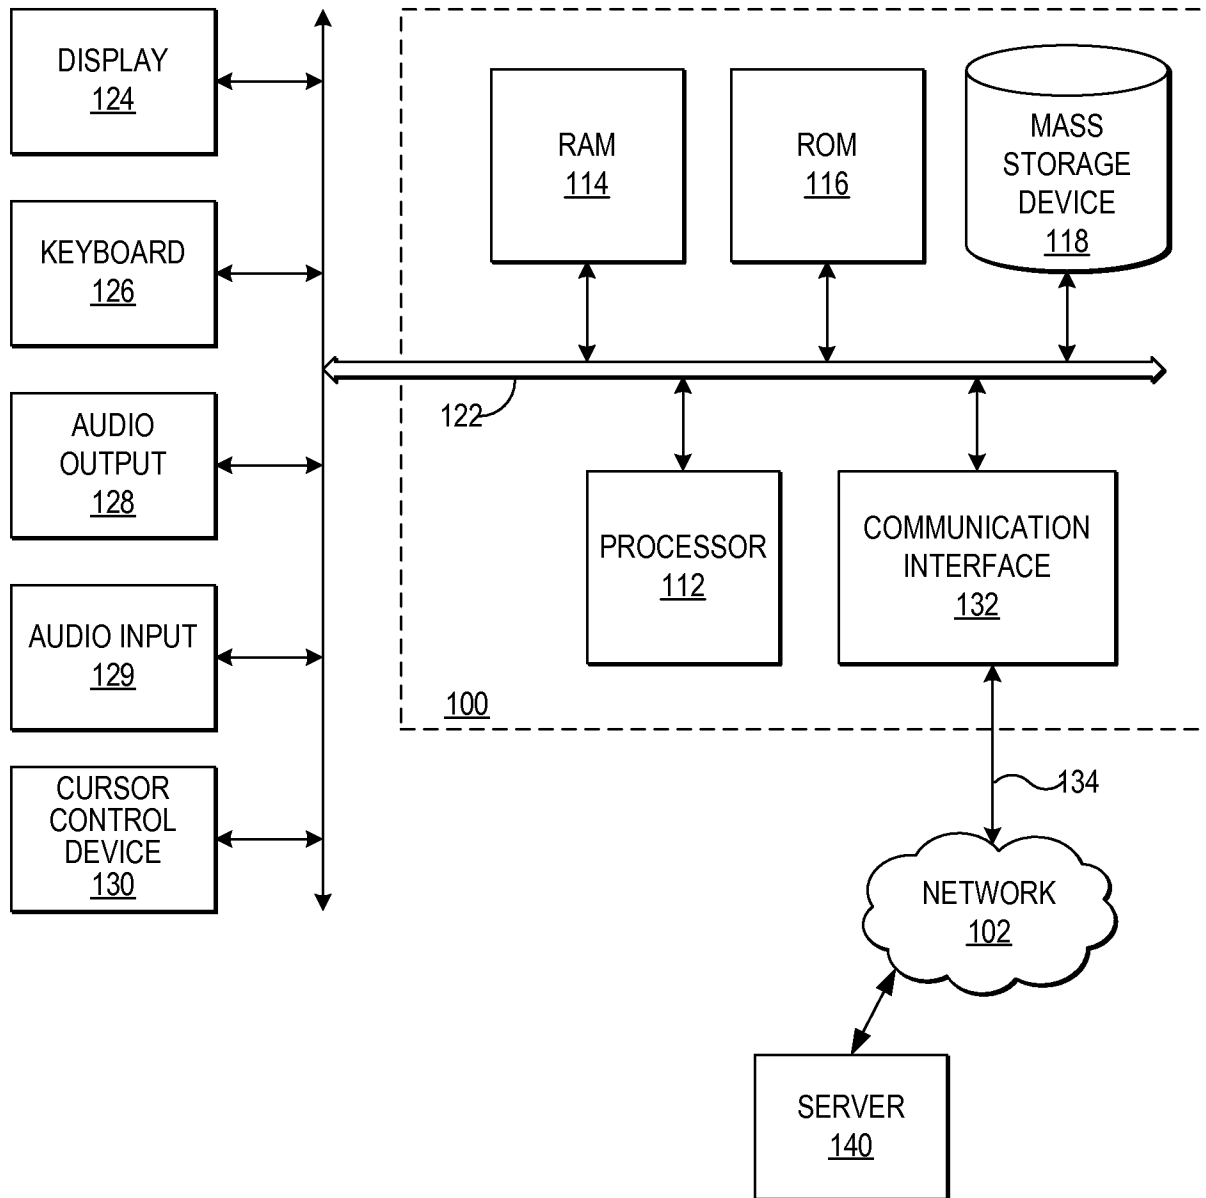 DISPLAY
124
KEYBOARD
126
AUDIO
OUTPUT
128
AUDIO INPUT
129
CURSOR
CONTROL
DEVICE
130
RAM
114
ROM
116
MASS
STORAGE
DEVICE
118
122
PROCESSOR
112
COMMUNICATION
INTERFACE
132
100
134
NETWORK
102
SERVER
140